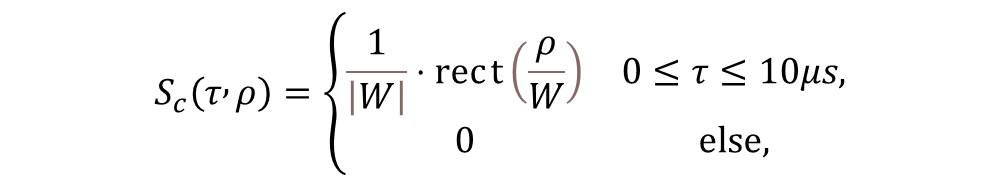 S_c(τ,ρ) = { 1/|W| · rect(ρ/W)   0 ≤ τ ≤ 10μs,
0   else,